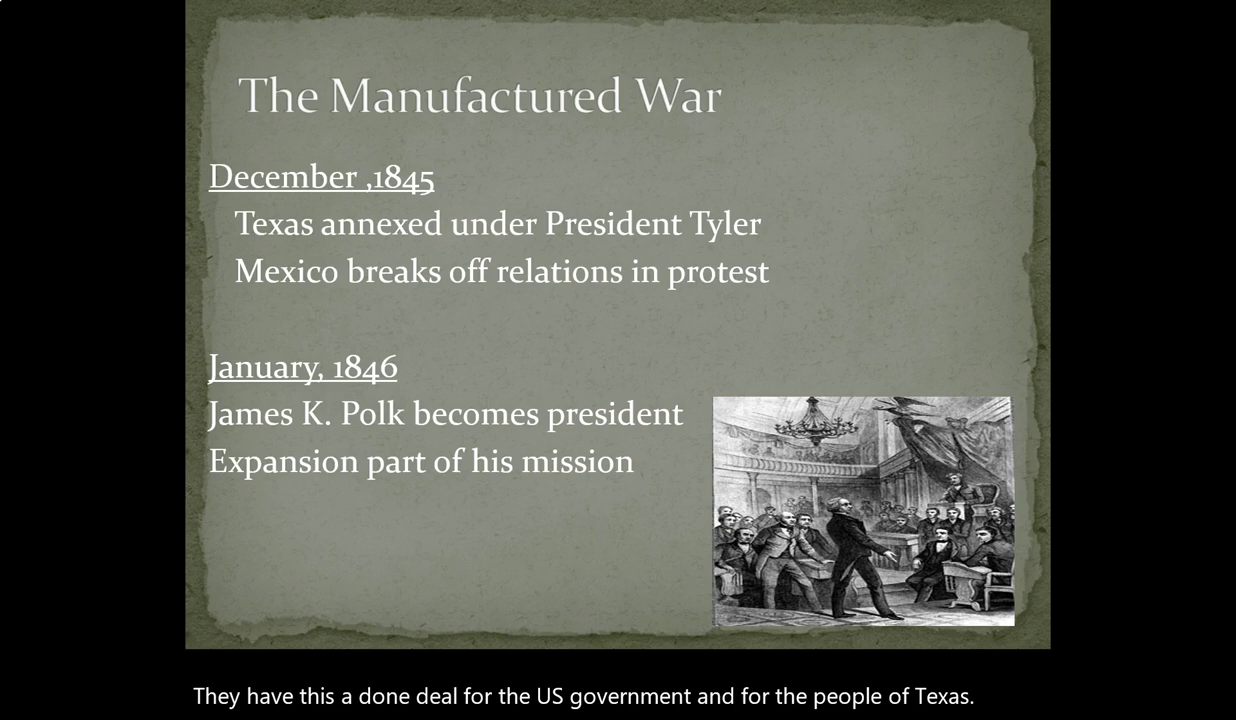 The Manufactured War
December ,1845
Texas annexed under President Tyler
Mexico breaks off relations in protest
January, 1846
James K. Polk becomes president
Expansion part of his mission
They have this a done deal for the US government and for the people of Texas.